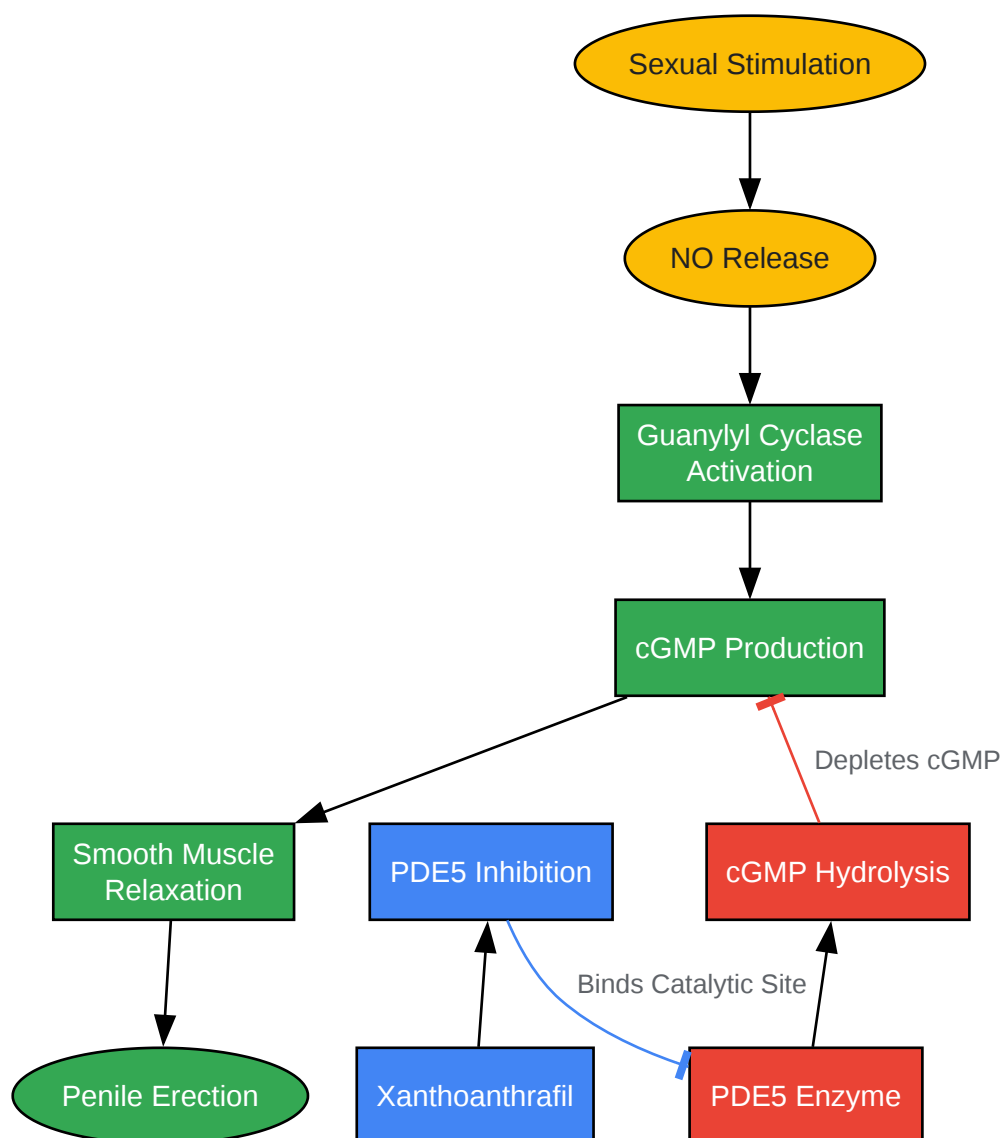 Sexual Stimulation
NO Release
Guanylyl Cyclase
Activation
cGMP Production
Depletes cGMP
Smooth Muscle
Relaxation
PDE5 Inhibition
cGMP Hydrolysis
Binds Catalytic Site
Penile Erection
Xanthoanthrafil
PDE5 Enzyme